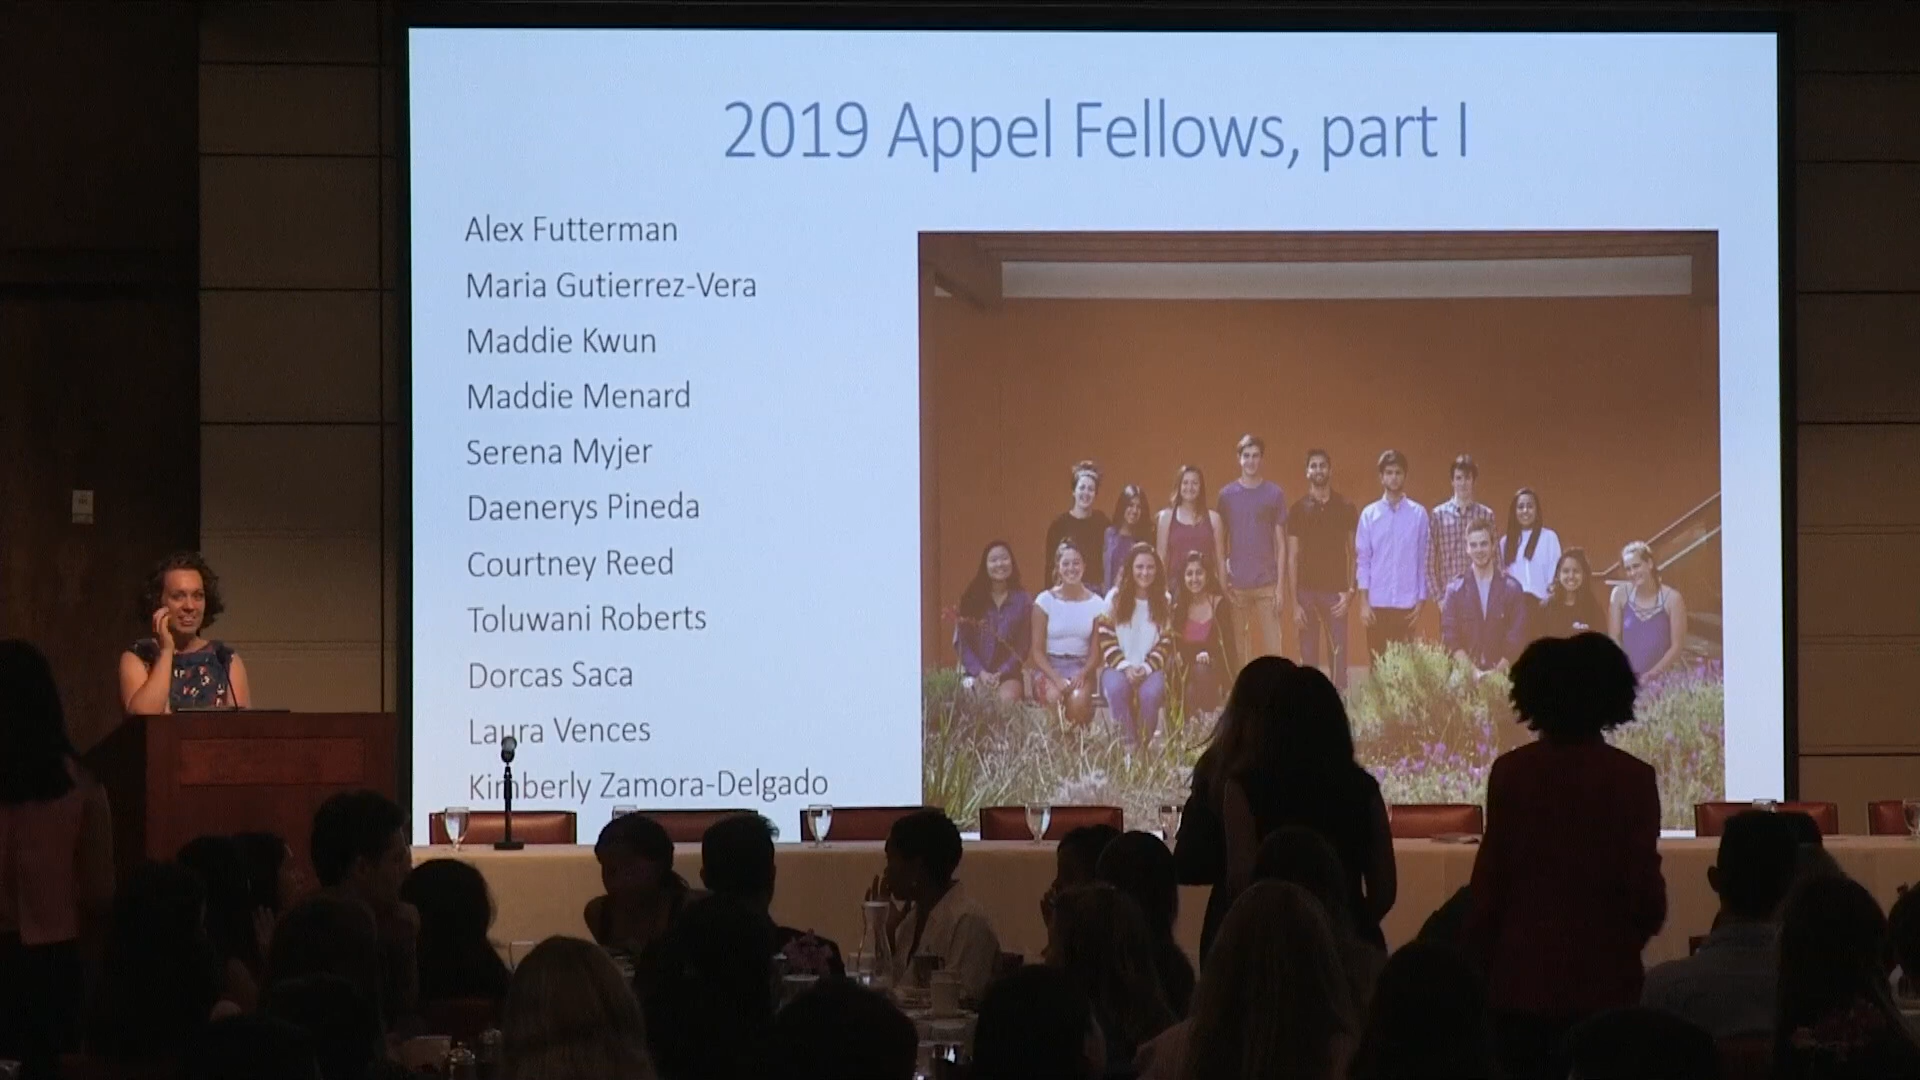 2019 Appel Fellows, part I
Alex Futterman
Maria Gutierrez-Vera
Maddie Kwun
Maddie Menard
Serena Myjer
Daenerys Pineda
Courtney Reed
Toluwani Roberts
Dorcas Saca
Laura Vences
Kimberly Zamora-Delgado